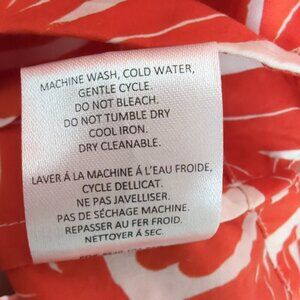 MACHINE WASH, COLD WATER,
GENTLE CYCLE.
DO NOT BLEACH.
DO NOT TUMBLE DRY
COOL IRON.
DRY CLEANABLE.
LAVER Á LA MACHINE Á L'EAU FROIDE,
CYCLE DELLICAT.
NE PAS JAVELLISER.
PAS DE SÉCHAGE MACHINE.
REPASSER AU FER FROID.
NETTOYER Á SEC.